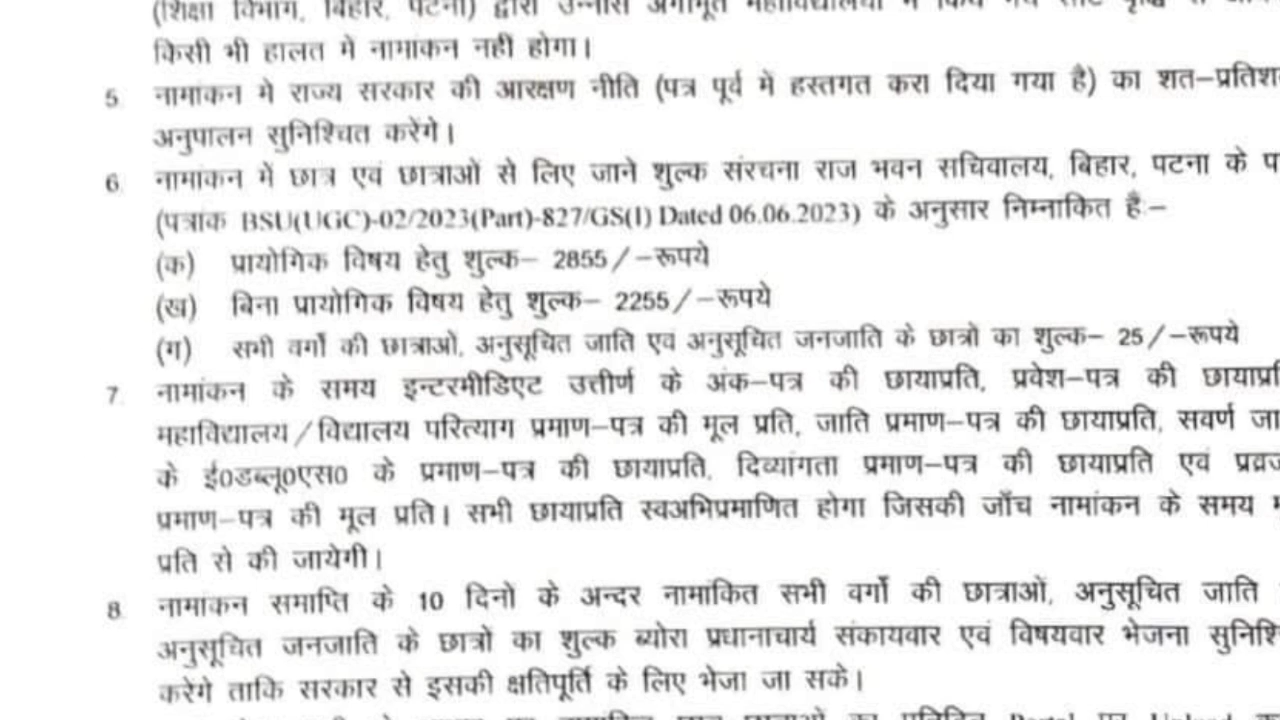 (शिक्षा विभाग, बिहार, पटना) द्वारा उन्नीस अंगीभूत महाविद्यालयों में किये गये सीट वृद्धि
किसी भी हालत में नामांकन नहीं होगा।
5. नामांकन में राज्य सरकार की आरक्षण नीति (पत्र पूर्व में हस्तगत करा दिया गया है) का शत–प्रतिश
अनुपालन सुनिश्चित करेंगे।
6. नामांकन में छात्र एवं छात्राओं से लिए जाने शुल्क संरचना राज भवन सचिवालय, बिहार, पटना के
(पत्रांक BSU(UGC)-02/2023(Part)-827/GS(I) Dated 06.06.2023) के अनुसार निम्नांकित है:–
(क) प्रायोगिक विषय हेतु शुल्क– 2855/–रूपये
(ख) बिना प्रायोगिक विषय हेतु शुल्क– 2255/–रूपये
(ग) सभी वर्गों की छात्राओं, अनुसूचित जाति एवं अनुसूचित जनजाति के छात्रों का शुल्क– 25/–रूपये
7. नामांकन के समय इन्टरमीडिएट उत्तीर्ण के अंक–पत्र की छायाप्रति, प्रवेश–पत्र की छायाप्रति
महाविद्यालय/विद्यालय परित्याग प्रमाण–पत्र की मूल प्रति, जाति प्रमाण–पत्र की छायाप्रति, सवर्ण जा
के ई०डब्लू०एस० के प्रमाण–पत्र की छायाप्रति, दिव्यांगता प्रमाण–पत्र की छायाप्रति एवं प्रव्रज
प्रमाण–पत्र की मूल प्रति। सभी छायाप्रति स्वअभिप्रमाणित होगा जिसकी जाँच नामांकन के समय
प्रति से की जायेगी।
8. नामांकन समाप्ति के 10 दिनों के अन्दर नामांकित सभी वर्गों की छात्राओं, अनुसूचित जाति
अनुसूचित जनजाति के छात्रों का शुल्क ब्योरा प्रधानाचार्य संकायवार एवं विषयवार भेजना सुनिश्चि
करेंगे ताकि सरकार से इसकी क्षतिपूर्ति के लिए भेजा जा सके।